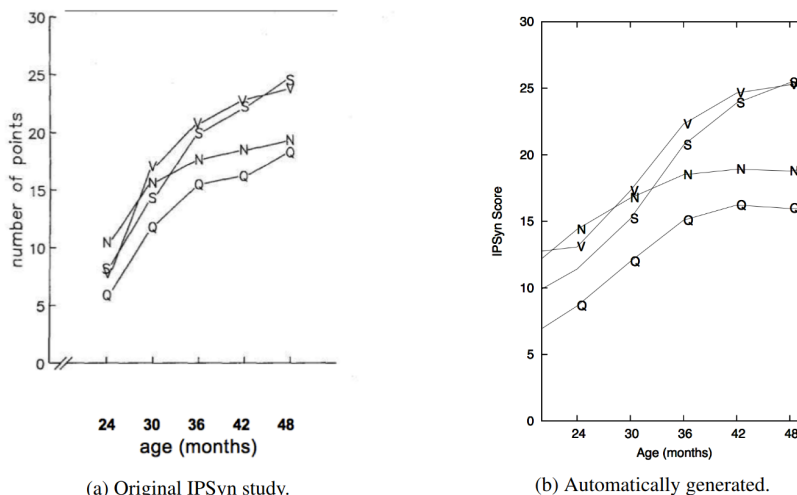 30
25
20
15
10
5
0
number of points
V
S
V
S
V
S
N
N
N
Q
Q
Q
V
N
S
Q
N
S
V
Q
24 30 36 42 48
age (months)
(a) Original IPSyn study.
30
25
20
15
10
5
0
IPSyn Score
V
S
S
V
V
S
N
N
N
Q
Q
Q
V
N
S
Q
N
V
Q
24 30 36 42 48
Age (months)
(b) Automatically generated.